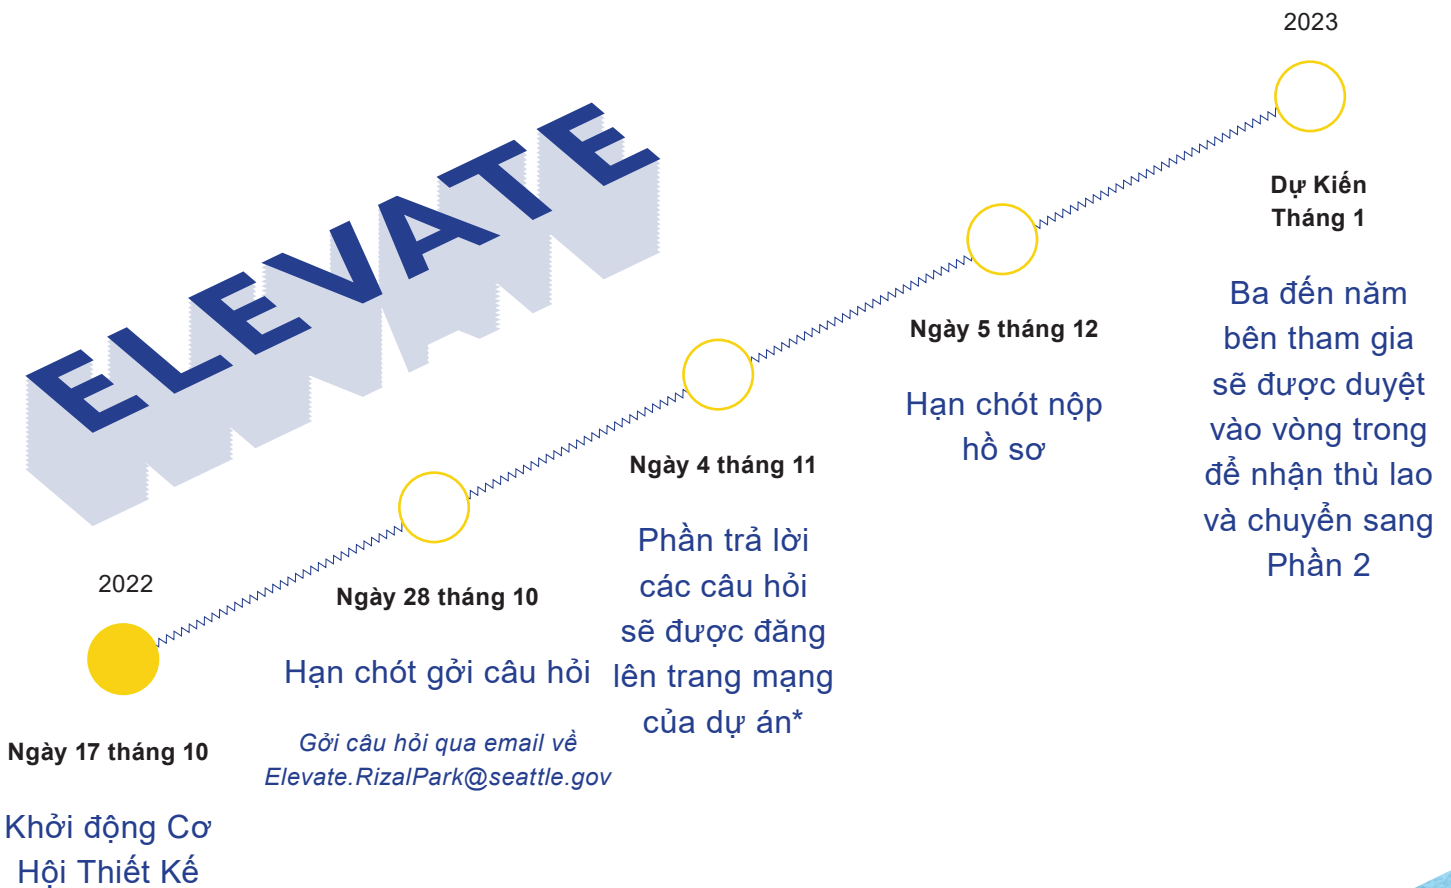 ELEVATE
2022
Ngày 17 tháng 10
Khởi động Cơ
Hội Thiết Kế
Ngày 28 tháng 10
Hạn chót gởi câu hỏi
Gởi câu hỏi qua email về
Elevate.RizalPark@seattle.gov
Ngày 4 tháng 11
Phần trả lời
các câu hỏi
sẽ được đăng
lên trang mạng
của dự án*
Ngày 5 tháng 12
Hạn chót nộp
hồ sơ
2023
Dự Kiến
Tháng 1
Ba đến năm
bên tham gia
sẽ được duyệt
vào vòng trong
để nhận thù lao
và chuyển sang
Phần 2